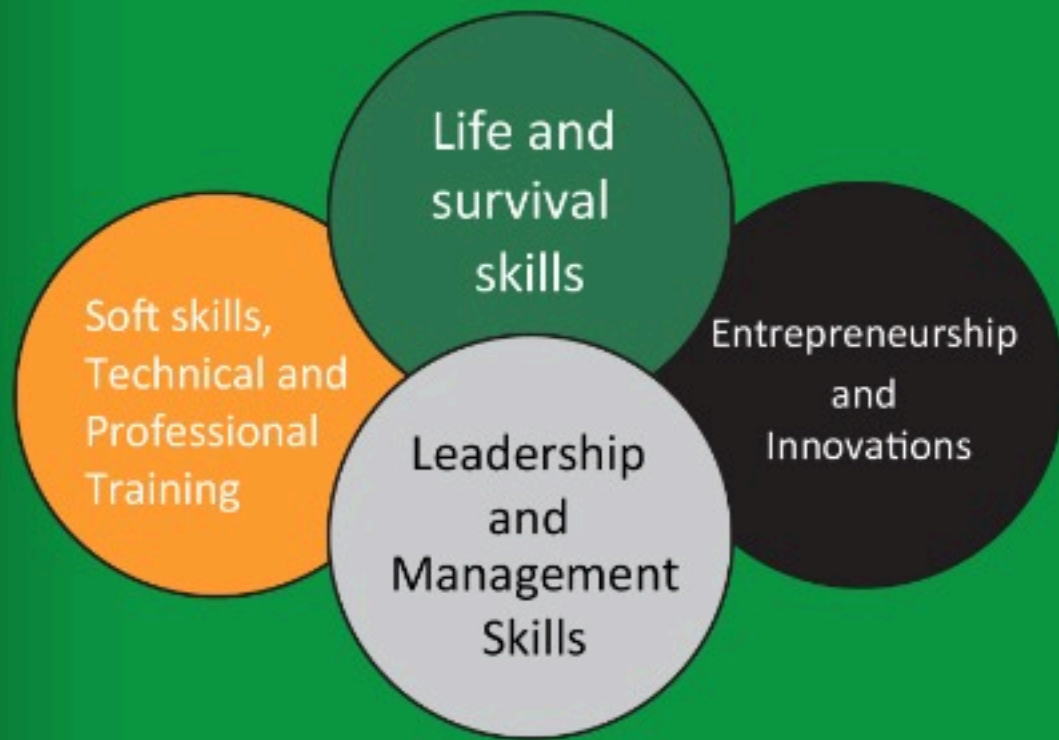 Life and
survival
skills
Soft skills,
Technical and
Professional
Training
Entrepreneurship
and
Innovations
Leadership
and
Management
Skills